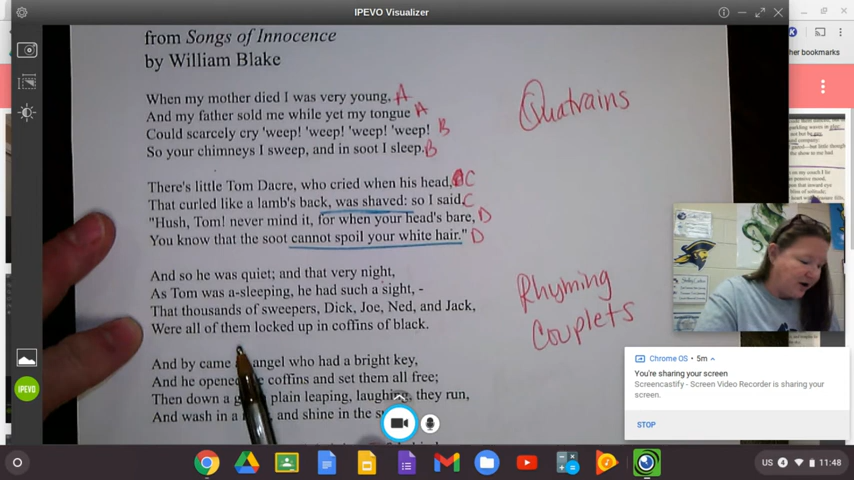 IPEVO Visualizer
from Songs of Innocence
by William Blake
When my mother died I was very young, A
And my father sold me while yet my tongue A
Could scarcely cry 'weep! 'weep! 'weep! 'weep! B
So your chimneys I sweep, and in soot I sleep. B
Quatrains
There's little Tom Dacre, who cried when his head, C
That curled like a lamb's back, was shaved: so I said, C
"Hush, Tom! never mind it, for when your head's bare, D
You know that the soot cannot spoil your white hair." D
And so he was quiet; and that very night,
As Tom was a-sleeping, he had such a sight, -
That thousands of sweepers, Dick, Joe, Ned, and Jack,
Were all of them locked up in coffins of black.
Rhyming
Couplets
And by came angel who had a bright key,
And he opened coffins and set them all free;
Then down a plain leaping, laughing, they run,
And wash in a and shine in the
her bookmarks
Chrome OS • 5m
You're sharing your screen
Screencastify - Screen Video Recorder is sharing your
screen.
STOP
IPEVO
US 4 11:48